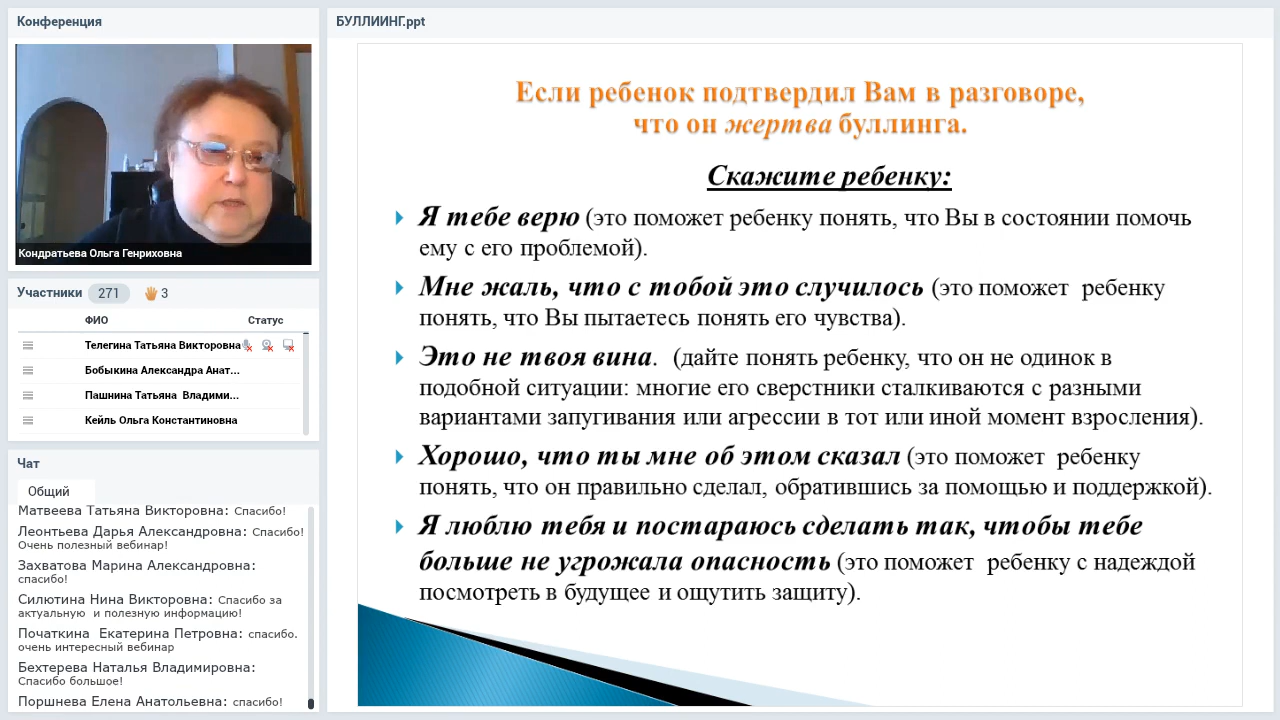 Конференция
Кондратьева Ольга Генриховна
Участники 271 3
ФИО Статус
Телегина Татьяна Викторовна
Бобыкина Александра Анат...
Пашнина Татьяна Владими...
Кейль Ольга Константиновна
Чат
Общий
Матвеева Татьяна Викторовна: Спасибо!
Леонтьева Дарья Александровна: Спасибо!
Очень полезный вебинар!
Захватова Марина Александровна:
спасибо!
Силютина Нина Викторовна: Спасибо за
актуальную и полезную информацию!
Початкина Екатерина Петровна: спасибо.
очень интересный вебинар
Бехтерева Наталья Владимировна:
Спасибо большое!
Поршнева Елена Анатольевна: спасибо!
БУЛЛИИНГ.ppt
Если ребенок подтвердил Вам в разговоре,
что он жертва буллинга.
Скажите ребенку:
Я тебе верю (это поможет ребенку понять, что Вы в состоянии помочь
ему с его проблемой).
Мне жаль, что с тобой это случилось (это поможет ребенку
понять, что Вы пытаетесь понять его чувства).
Это не твоя вина. (дайте понять ребенку, что он не одинок в
подобной ситуации: многие его сверстники сталкиваются с разными
вариантами запугивания или агрессии в тот или иной момент взросления).
Хорошо, что ты мне об этом сказал (это поможет ребенку
понять, что он правильно сделал, обратившись за помощью и поддержкой).
Я люблю тебя и постараюсь сделать так, чтобы тебе
больше не угрожала опасность (это поможет ребенку с надеждой
посмотреть в будущее и ощутить защиту).